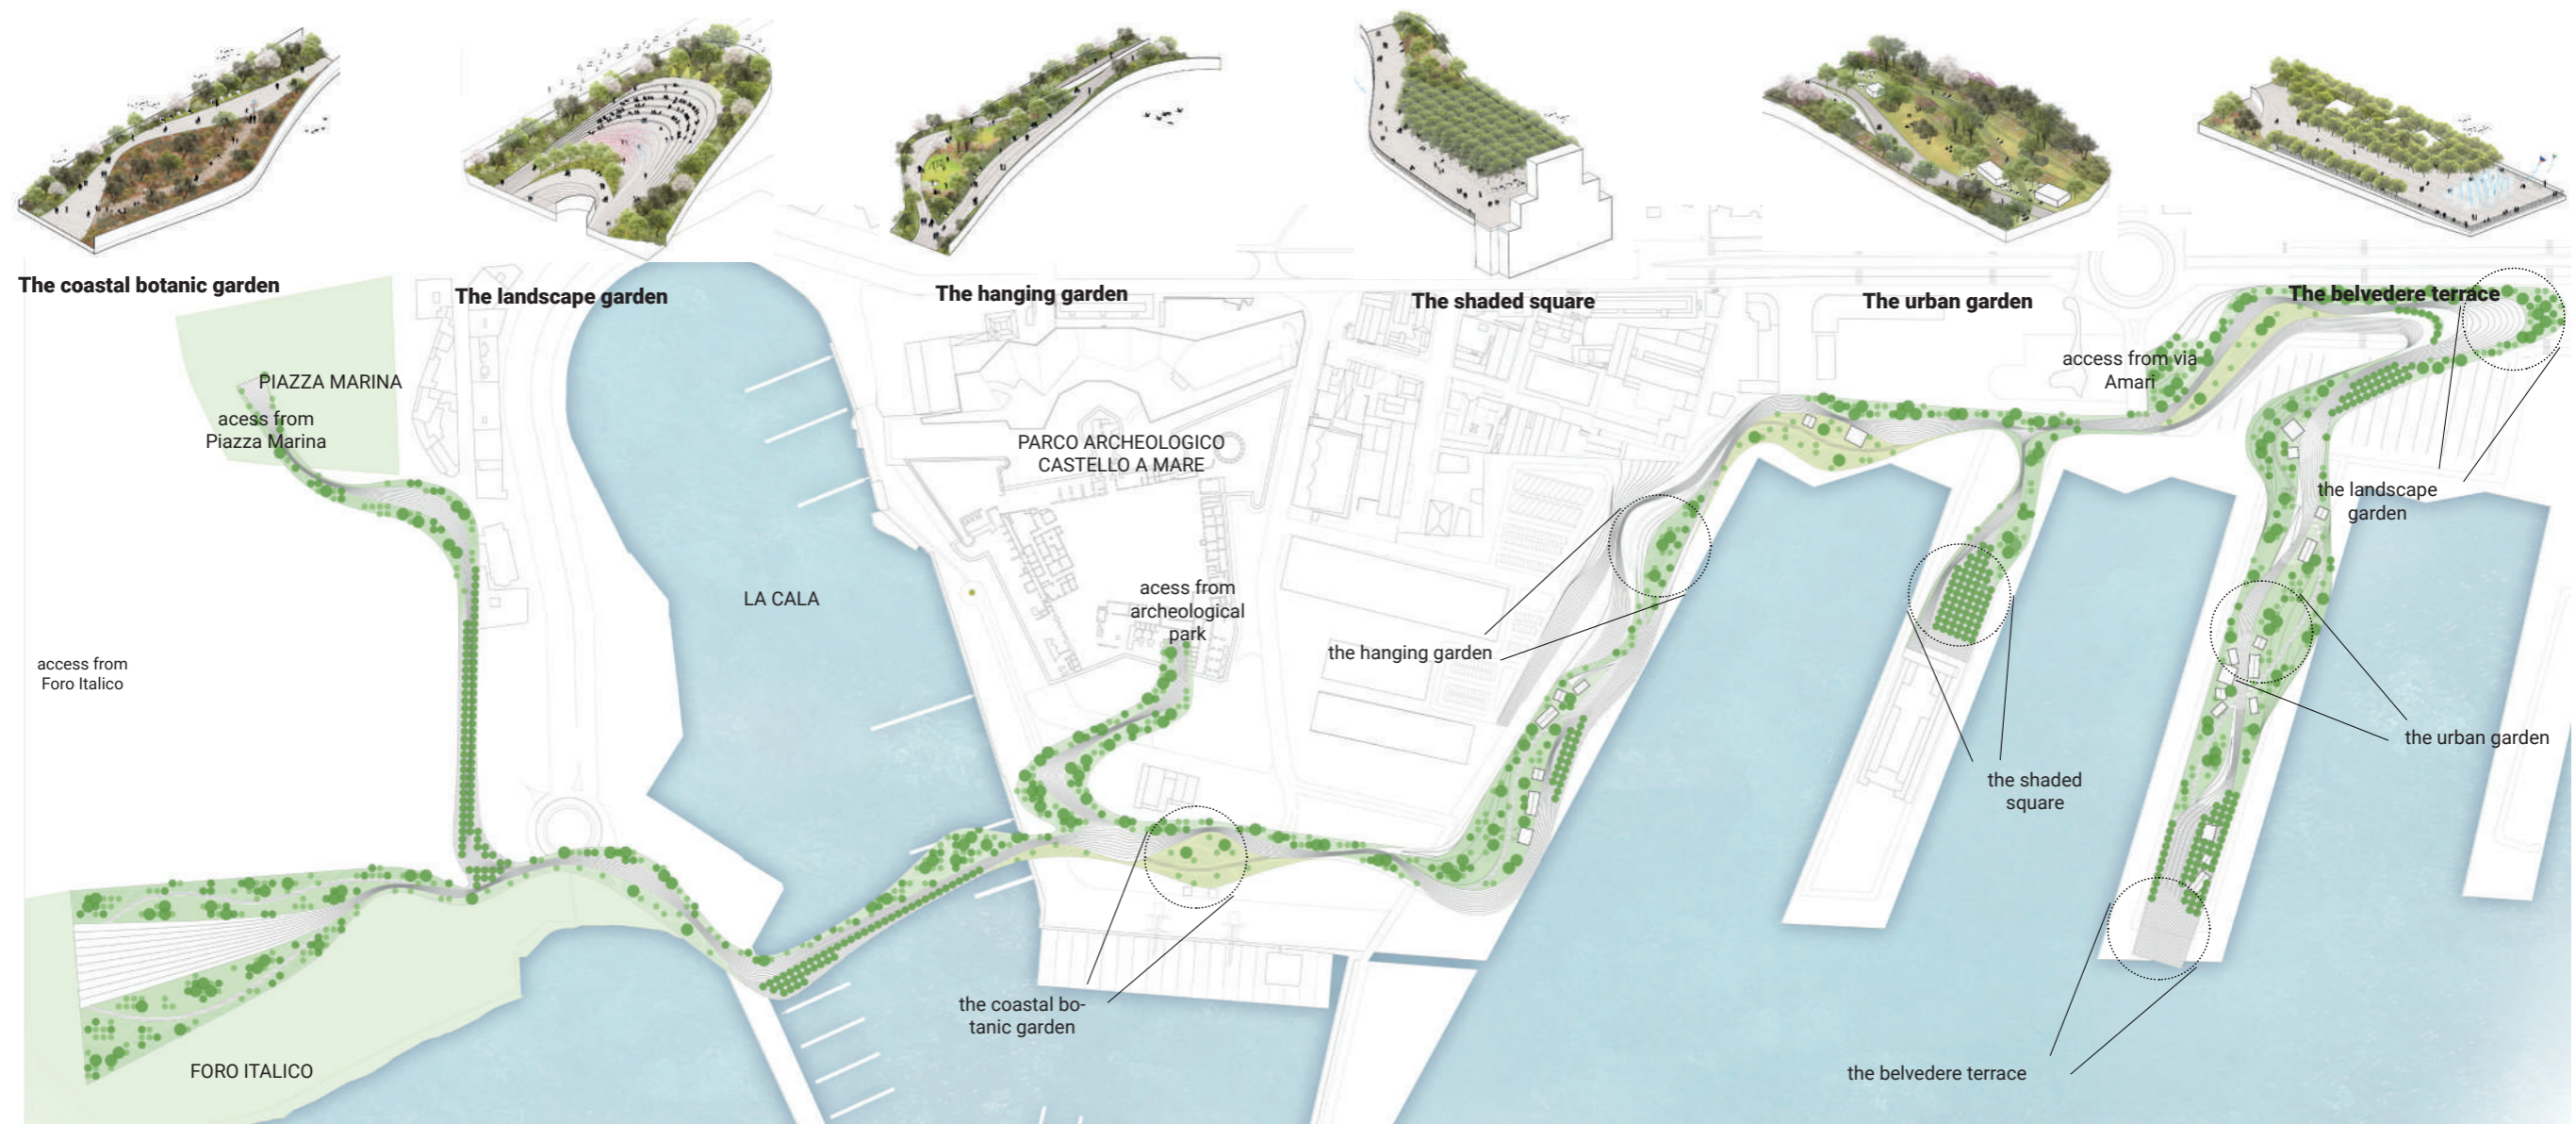 The coastal botanic garden
The landscape garden
The hanging garden
The shaded square
The urban garden
The belvedere terrace
PIAZZA MARINA
acess from
Piazza Marina
access from
Foro Italico
FORO ITALICO
LA CALA
PARCO ARCHEOLOGICO
CASTELLO A MARE
acess from
archeological
park
the coastal bo-
tanic garden
the hanging garden
access from via
Amari
the landscape
garden
the shaded
square
the urban garden
the belvedere terrace